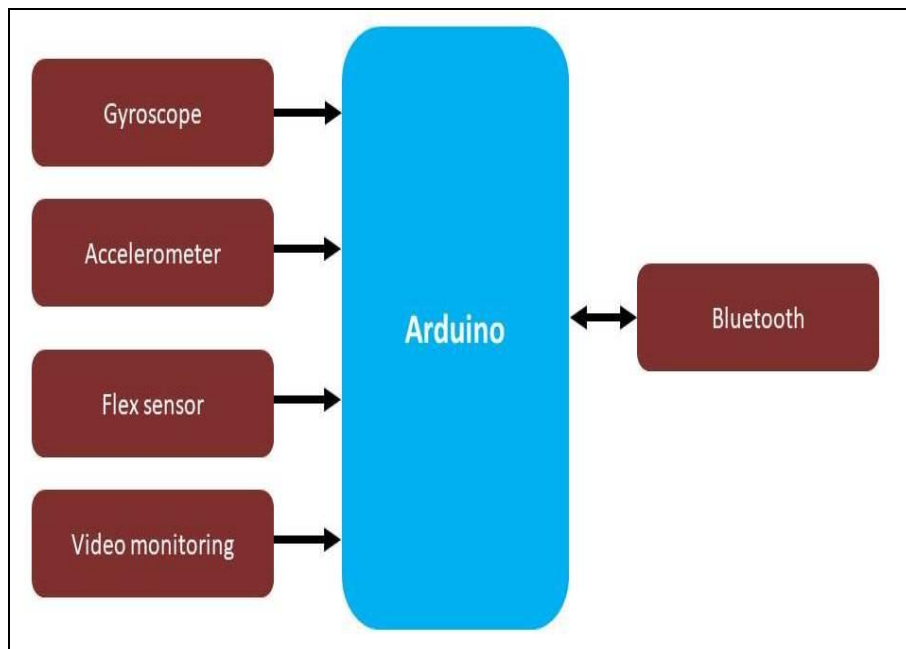 Gyroscope
Accelerometer
Flex sensor
Video monitoring
Arduino
Bluetooth